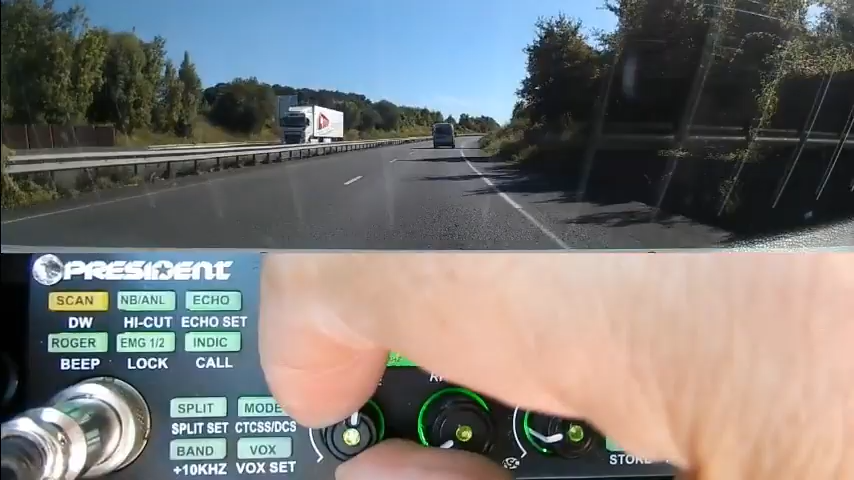 PRESIDENT
SCAN NB/ANL ECHO
DW HI-CUT ECHO SET
ROGER EMG 1/2 INDIC
BEEP LOCK CALL
SPLIT MODE
SPLIT SET CTCSS/DCS
BAND VOX
+10KHZ VOX SET
STORE